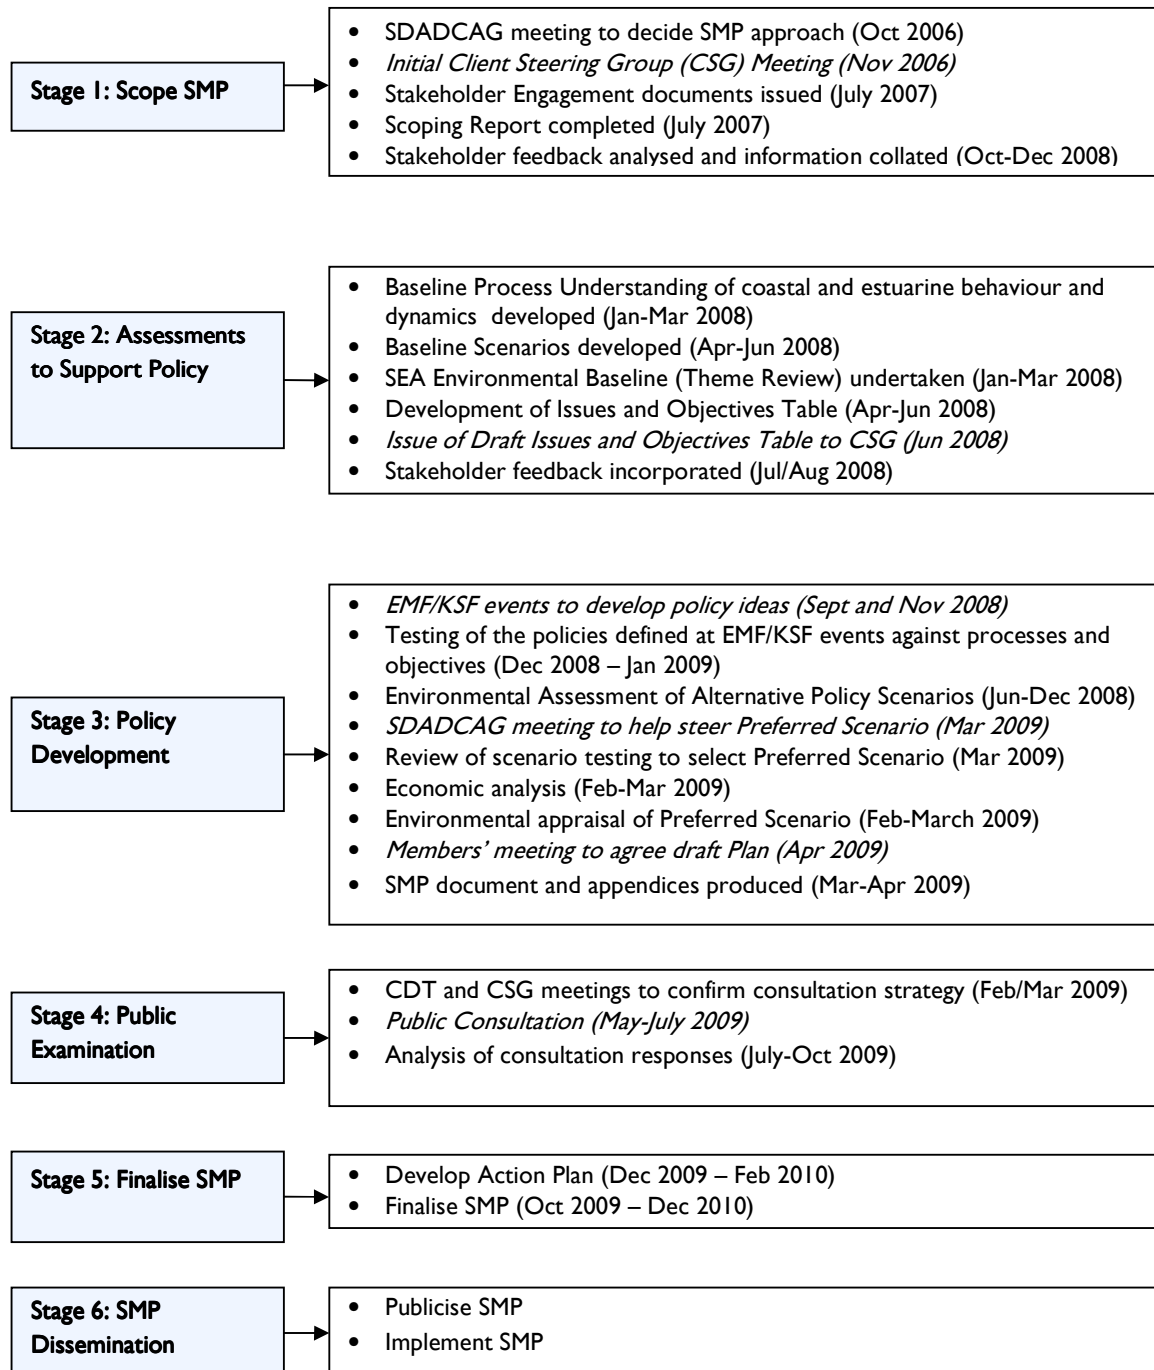 Stage 1: Scope SMP
• SDADCAG meeting to decide SMP approach (Oct 2006)
• Initial Client Steering Group (CSG) Meeting (Nov 2006)
• Stakeholder Engagement documents issued (July 2007)
• Scoping Report completed (July 2007)
• Stakeholder feedback analysed and information collated (Oct-Dec 2008)
Stage 2: Assessments
to Support Policy
• Baseline Process Understanding of coastal and estuarine behaviour and
dynamics developed (Jan-Mar 2008)
• Baseline Scenarios developed (Apr-Jun 2008)
• SEA Environmental Baseline (Theme Review) undertaken (Jan-Mar 2008)
• Development of Issues and Objectives Table (Apr-Jun 2008)
• Issue of Draft Issues and Objectives Table to CSG (Jun 2008)
• Stakeholder feedback incorporated (Jul/Aug 2008)
Stage 3: Policy
Development
• EMF/KSF events to develop policy ideas (Sept and Nov 2008)
• Testing of the policies defined at EMF/KSF events against processes and
objectives (Dec 2008 – Jan 2009)
• Environmental Assessment of Alternative Policy Scenarios (Jun-Dec 2008)
• SDADCAG meeting to help steer Preferred Scenario (Mar 2009)
• Review of scenario testing to select Preferred Scenario (Mar 2009)
• Economic analysis (Feb-Mar 2009)
• Environmental appraisal of Preferred Scenario (Feb-March 2009)
• Members' meeting to agree draft Plan (Apr 2009)
• SMP document and appendices produced (Mar-Apr 2009)
Stage 4: Public
Examination
• CDT and CSG meetings to confirm consultation strategy (Feb/Mar 2009)
• Public Consultation (May-July 2009)
• Analysis of consultation responses (July-Oct 2009)
Stage 5: Finalise SMP
• Develop Action Plan (Dec 2009 – Feb 2010)
• Finalise SMP (Oct 2009 – Dec 2010)
Stage 6: SMP
Dissemination
• Publicise SMP
• Implement SMP